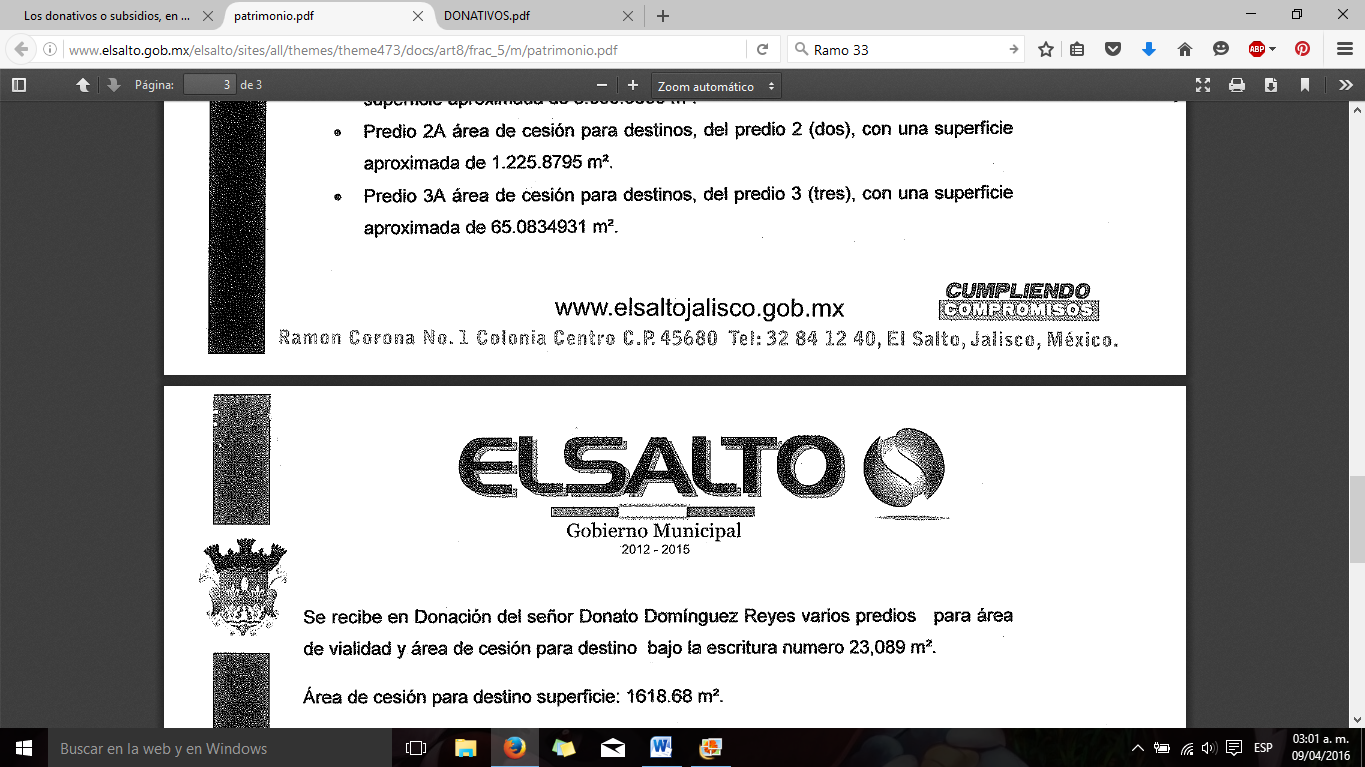 Los donativos o subsidios, en ...
patrimonio.pdf
DONATIVOS.pdf
www.elsalto.gob.mx/elsalto/sites/all/themes/theme473/docs/art8/frac_5/m/patrimonio.pdf
Ramo 33
ABP
Página: 3 de 3
Zoom automático
superficie aproximada de
Predio 2A área de cesión para destinos, del predio 2 (dos), con una superficie
aproximada de 1.225.8795 m².
Predio 3A área de cesión para destinos, del predio 3 (tres), con una superficie
aproximada de 65.0834931 m².
www.elsaltojalisco.gob.mx
CUMPLIENDO
COMPROMISOS
Ramon Corona No. 1 Colonia Centro C.P. 45680 Tel: 32 84 12 40, El Salto, Jalisco, México.
ELSALTO
Gobierno Municipal
2012 - 2015
Se recibe en Donación del señor Donato Domínguez Reyes varios predios para área
de vialidad y área de cesión para destino bajo la escritura numero 23,089 m².
Área de cesión para destino superficie: 1618.68 m².
Buscar en la web y en Windows
ESP
03:01 a. m.
09/04/2016